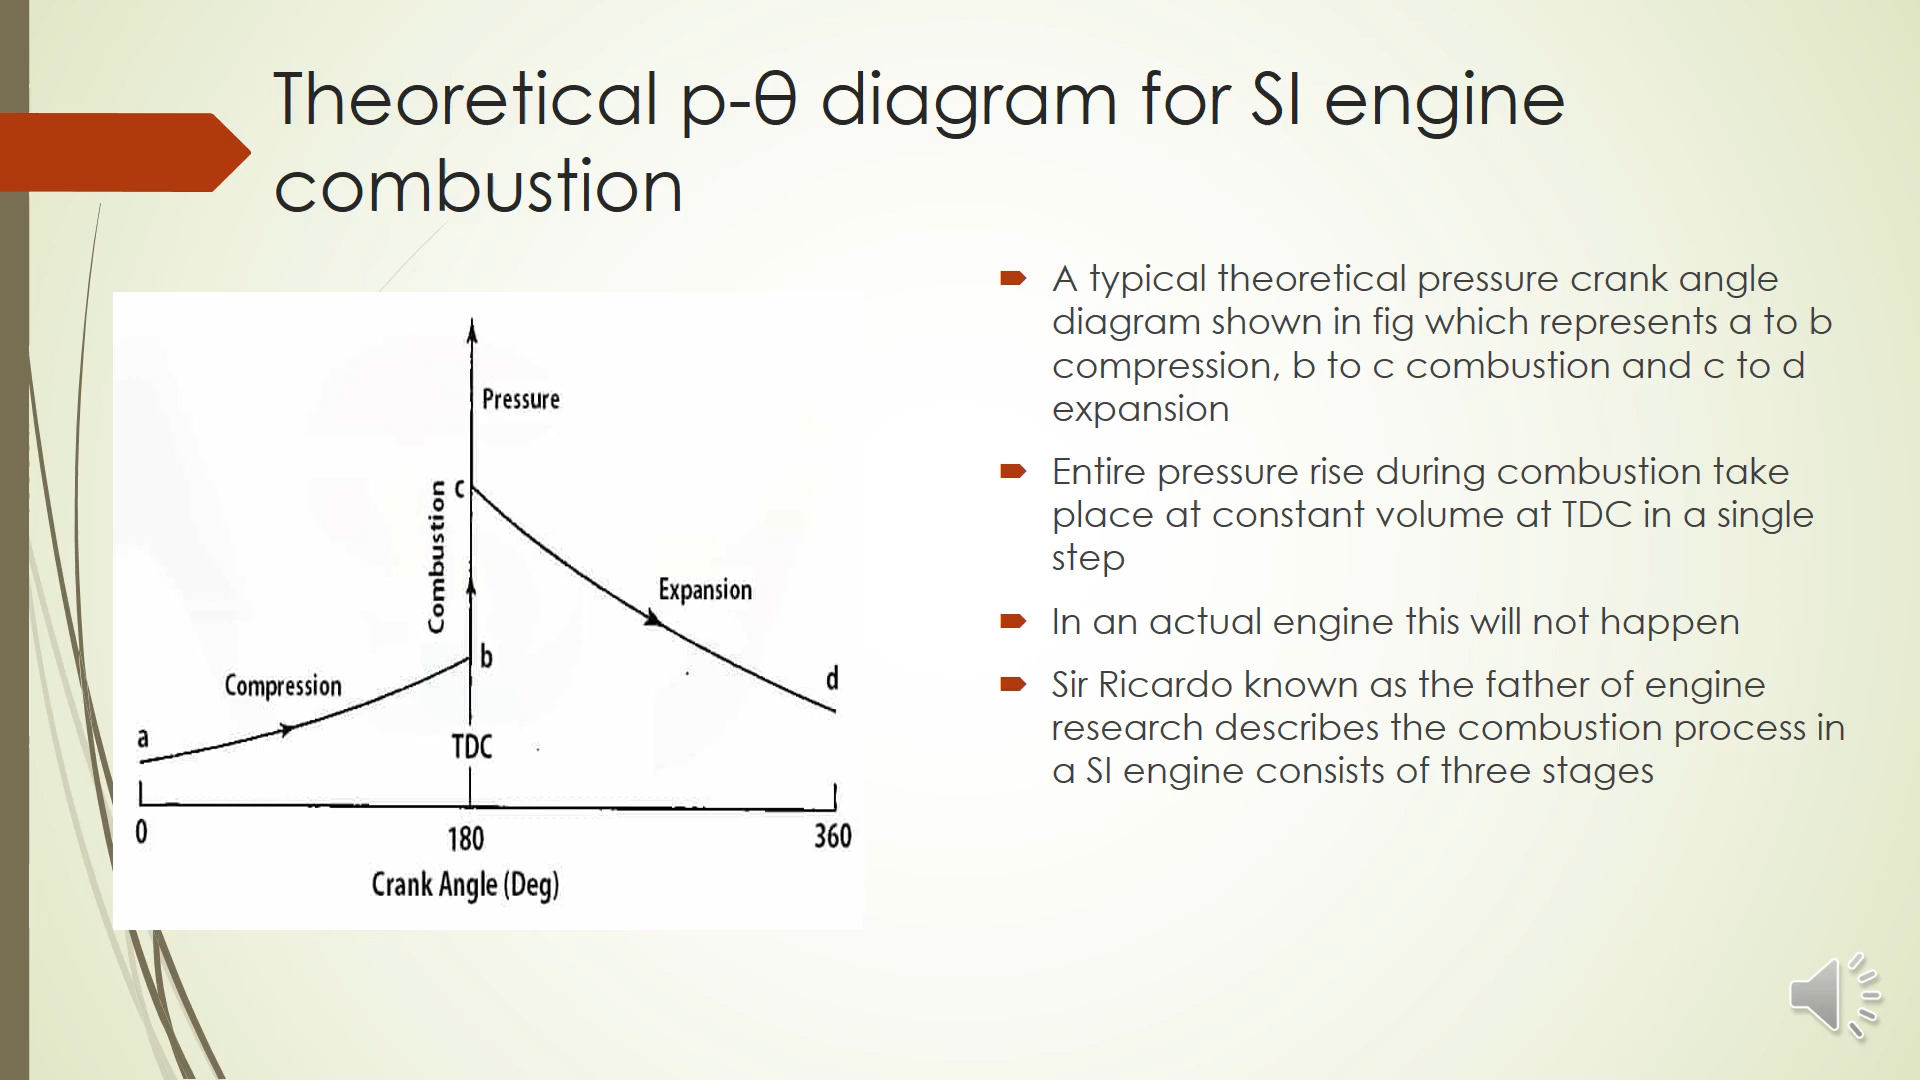 Theoretical p-θ diagram for SI engine
combustion
A typical theoretical pressure crank angle
diagram shown in fig which represents a to b
compression, b to c combustion and c to d
expansion
Entire pressure rise during combustion take
place at constant volume at TDC in a single
step
In an actual engine this will not happen
Sir Ricardo known as the father of engine
research describes the combustion process in
a SI engine consists of three stages
Pressure
Combustion
c
Expansion
b
Compression
d
a
TDC
0
180
360
Crank Angle (Deg)